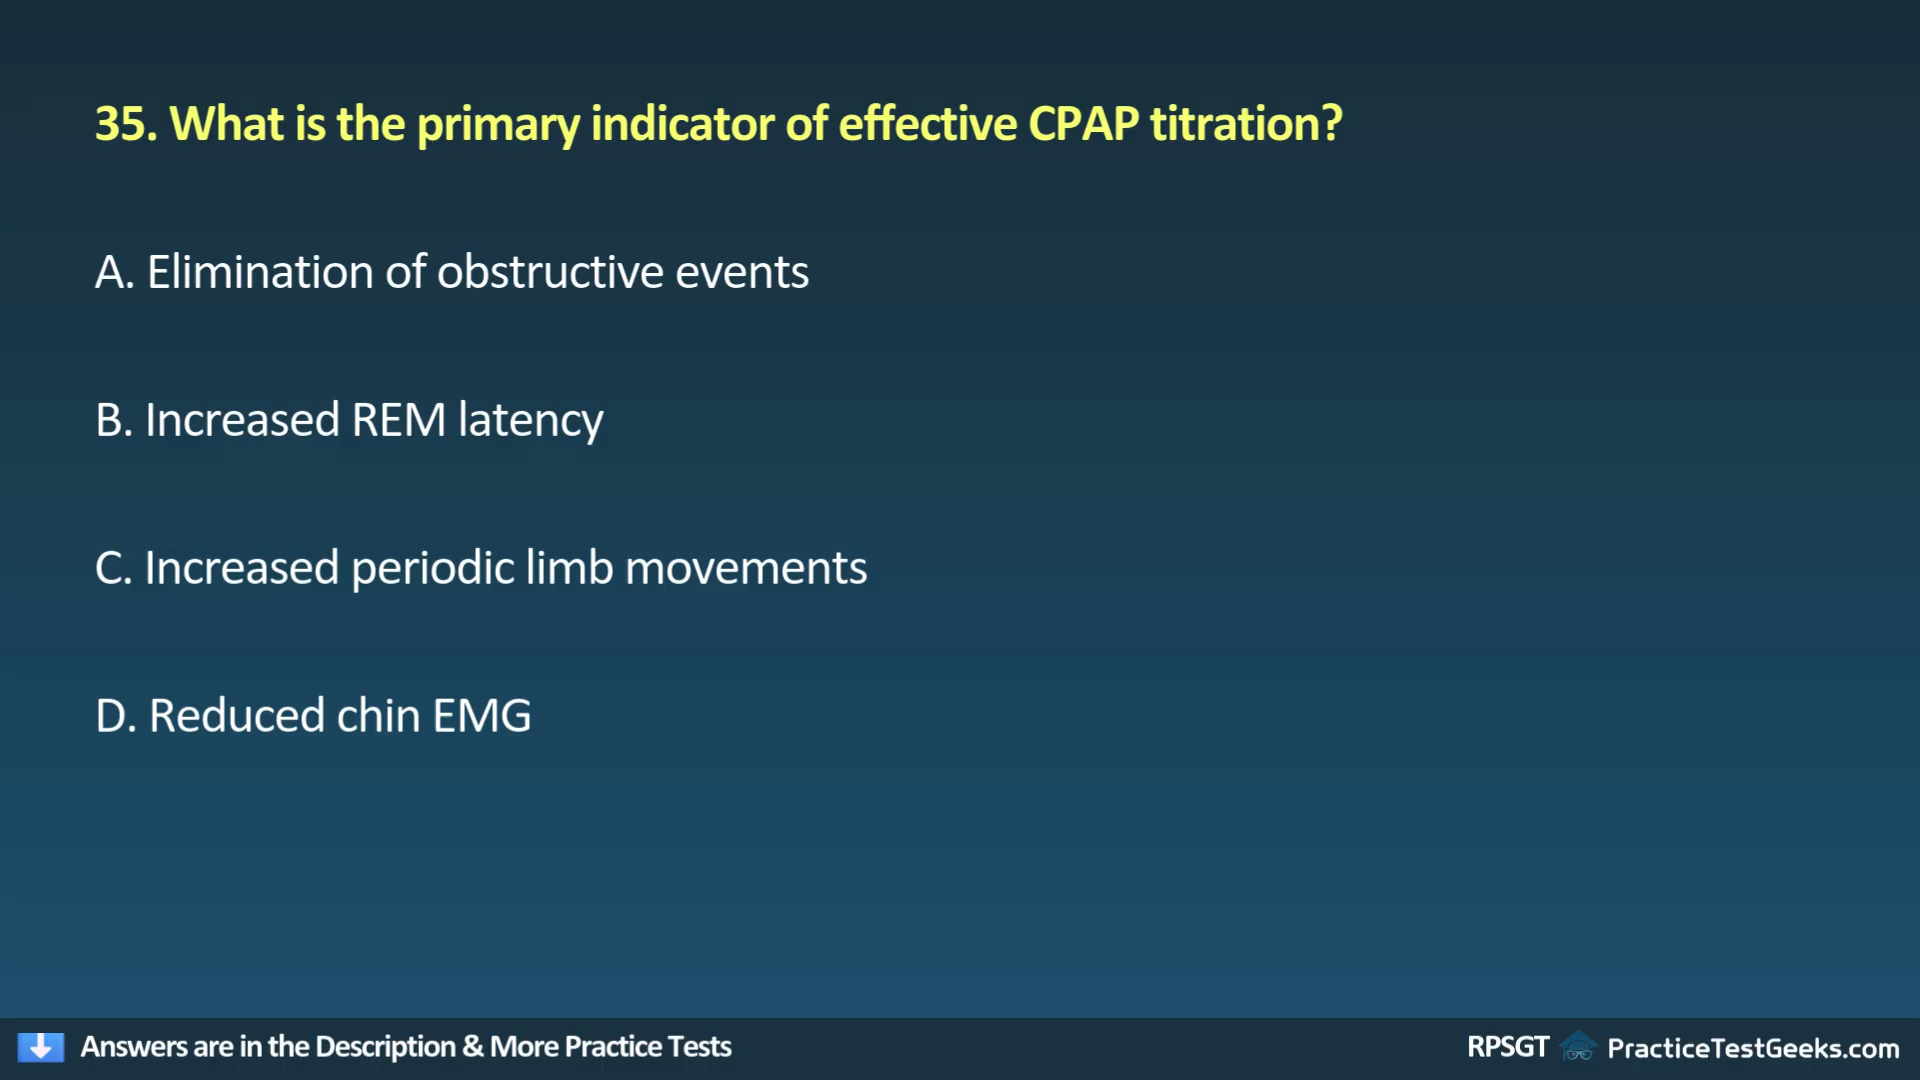 35. What is the primary indicator of effective CPAP titration?
A. Elimination of obstructive events
B. Increased REM latency
C. Increased periodic limb movements
D. Reduced chin EMG
Answers are in the Description & More Practice Tests
RPSGT PracticeTestGeeks.com